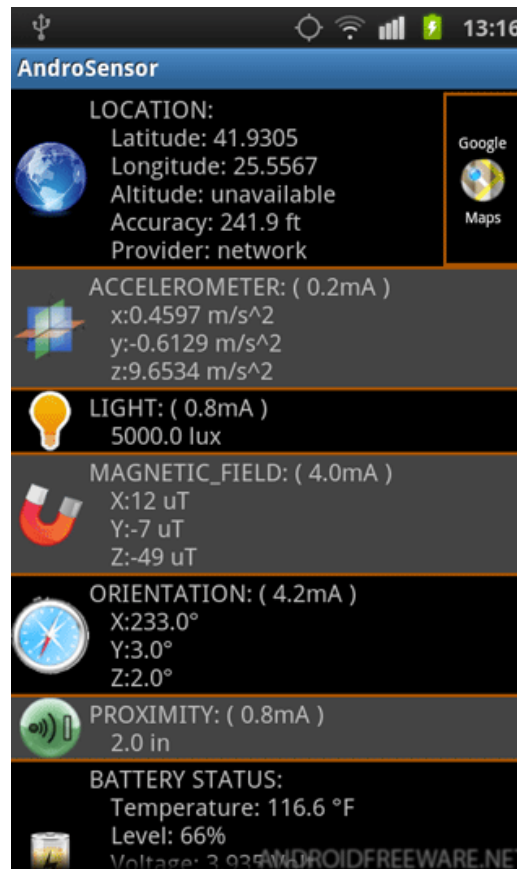 13:16
AndroSensor
LOCATION:
Latitude: 41.9305
Longitude: 25.5567
Altitude: unavailable
Accuracy: 241.9 ft
Provider: network
Google
Maps
ACCELEROMETER: ( 0.2mA )
x:0.4597 m/s^2
y:-0.6129 m/s^2
z:9.6534 m/s^2
LIGHT: ( 0.8mA )
5000.0 lux
MAGNETIC_FIELD: ( 4.0mA )
X:12 uT
Y:-7 uT
Z:-49 uT
ORIENTATION: ( 4.2mA )
X:233.0°
Y:3.0°
Z:2.0°
PROXIMITY: ( 0.8mA )
2.0 in
BATTERY STATUS:
Temperature: 116.6 °F
Level: 66%
Voltage: 3.935
ANDROIDFREEWARE.NET